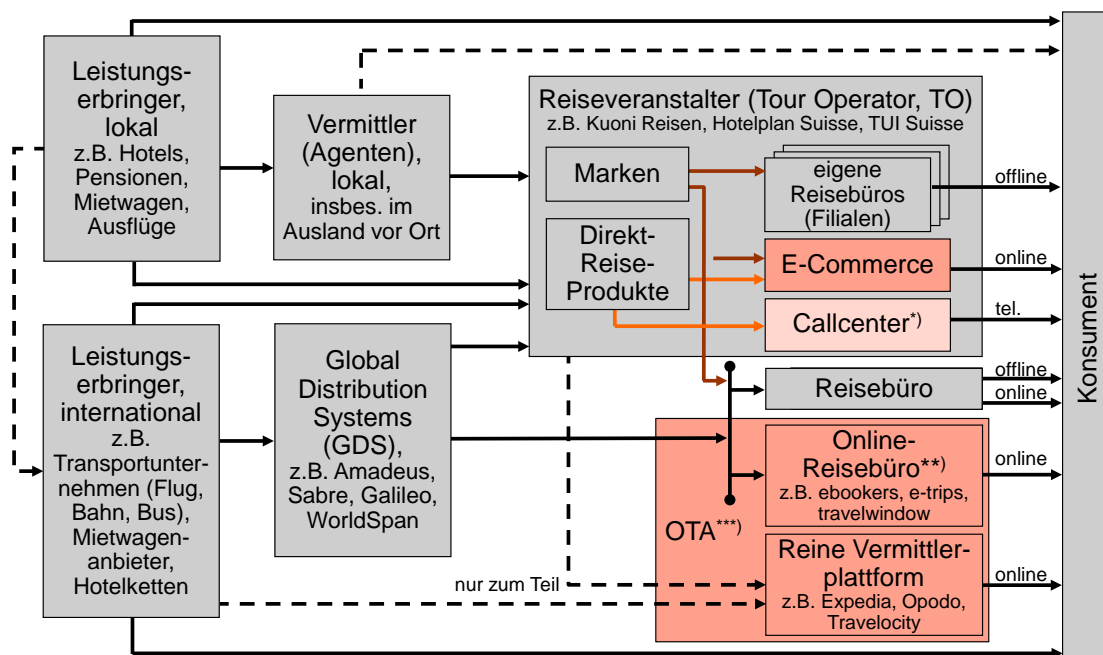 Leistungs-
erbringer,
lokal
z.B. Hotels,
Pensionen,
Mietwagen,
Ausflüge
Vermittler
(Agenten),
lokal,
insbes. im
Ausland vor Ort
Reiseveranstalter (Tour Operator, TO)
z.B. Kuoni Reisen, Hotelplan Suisse, TUI Suisse
Marken
eigene
Reisebüros
(Filialen)
offline
Direkt-
Reise-
Produkte
E-Commerce
online
Callcenter*)
tel.
Konsument
Leistungs-
erbringer,
international
z.B.
Transportunter-
nehmen (Flug,
Bahn, Bus),
Mietwagen-
anbieter,
Hotelketten
Global
Distribution
Systems
(GDS),
z.B. Amadeus,
Sabre, Galileo,
WorldSpan
Reisebüro
offline
online
OTA***)
Online-
Reisebüro**)
z.B. ebookers, e-trips,
travelwindow
online
Reine Vermittler-
plattform
z.B. Expedia, Opodo,
Travelocity
online
nur zum Teil